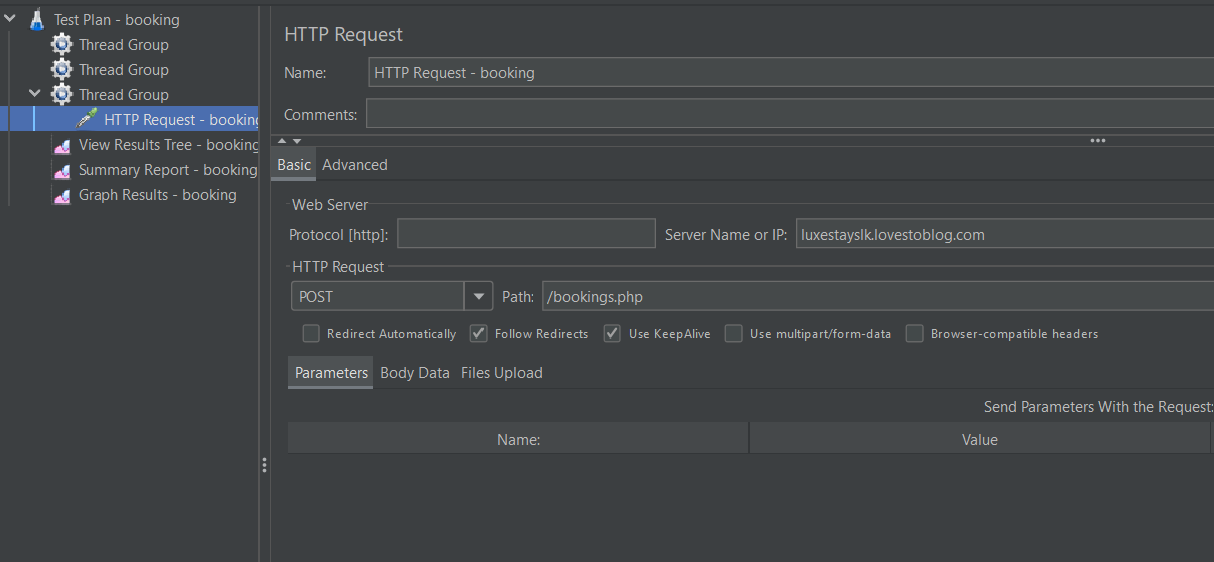 Test Plan - booking
Thread Group
Thread Group
Thread Group
HTTP Request - booking
View Results Tree - booking
Summary Report - booking
Graph Results - booking
HTTP Request
Name: HTTP Request - booking
Comments:
Basic Advanced
Web Server
Protocol [http]: Server Name or IP: luxestayslk.lovestoblog.com
HTTP Request
POST Path: /bookings.php
Redirect Automatically Follow Redirects Use KeepAlive Use multipart/form-data Browser-compatible headers
Parameters Body Data Files Upload
Send Parameters With the Request:
Name: Value